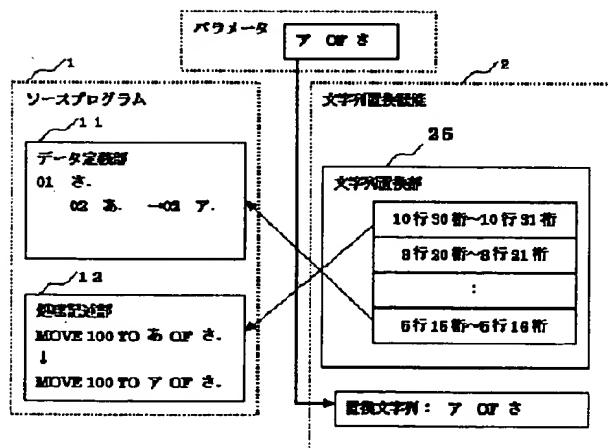 パラメータ
ア OF さ
1
ソースプログラム
11
データ定義部
01 さ.
02 あ. →02 ア.
12
処理記述部
MOVE 100 TO あ OF さ.
↓
MOVE 100 TO ア OF さ.
2
文字列置換機能
25
文字列置換部
10行30桁~10行31桁
8行20桁~8行21桁
:
5行15桁~5行16桁
置換文字列: ア OF さ